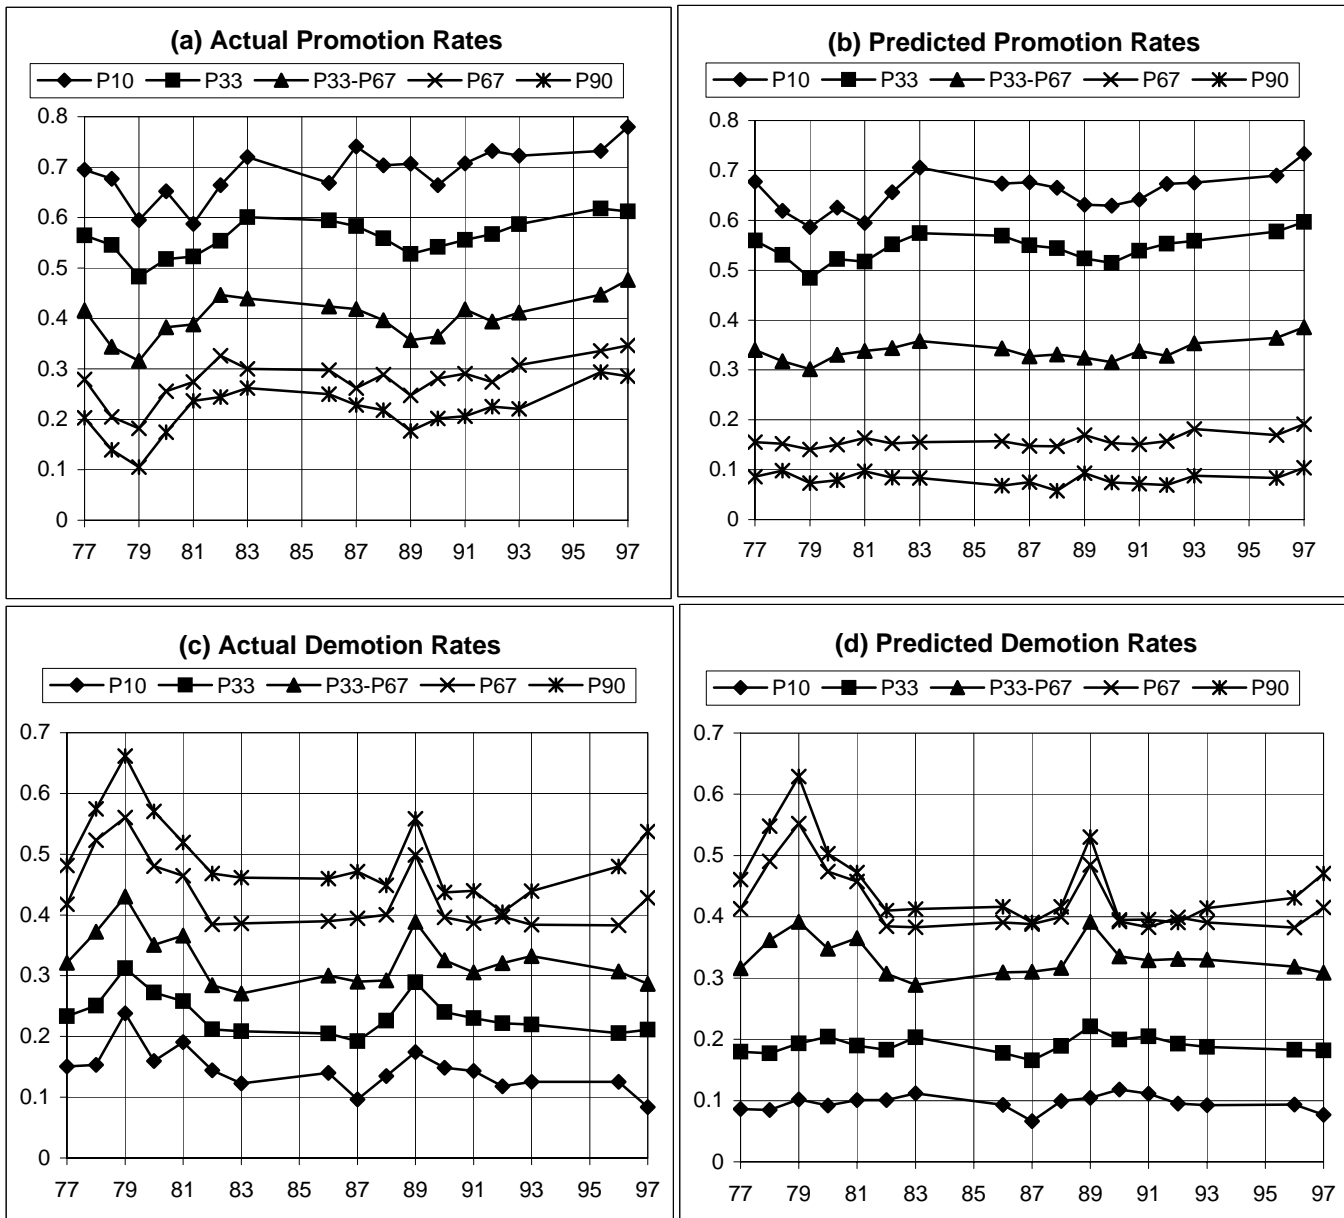 (a) Actual Promotion Rates
P10 P33 P33-P67 P67 P90
0.8
0.7
0.6
0.5
0.4
0.3
0.2
0.1
0
77 79 81 83 85 87 89 91 93 95 97
(b) Predicted Promotion Rates
P10 P33 P33-P67 P67 P90
0.8
0.7
0.6
0.5
0.4
0.3
0.2
0.1
0
77 79 81 83 85 87 89 91 93 95 97
(c) Actual Demotion Rates
P10 P33 P33-P67 P67 P90
0.7
0.6
0.5
0.4
0.3
0.2
0.1
0
77 79 81 83 85 87 89 91 93 95 97
(d) Predicted Demotion Rates
P10 P33 P33-P67 P67 P90
0.7
0.6
0.5
0.4
0.3
0.2
0.1
0
77 79 81 83 85 87 89 91 93 95 97